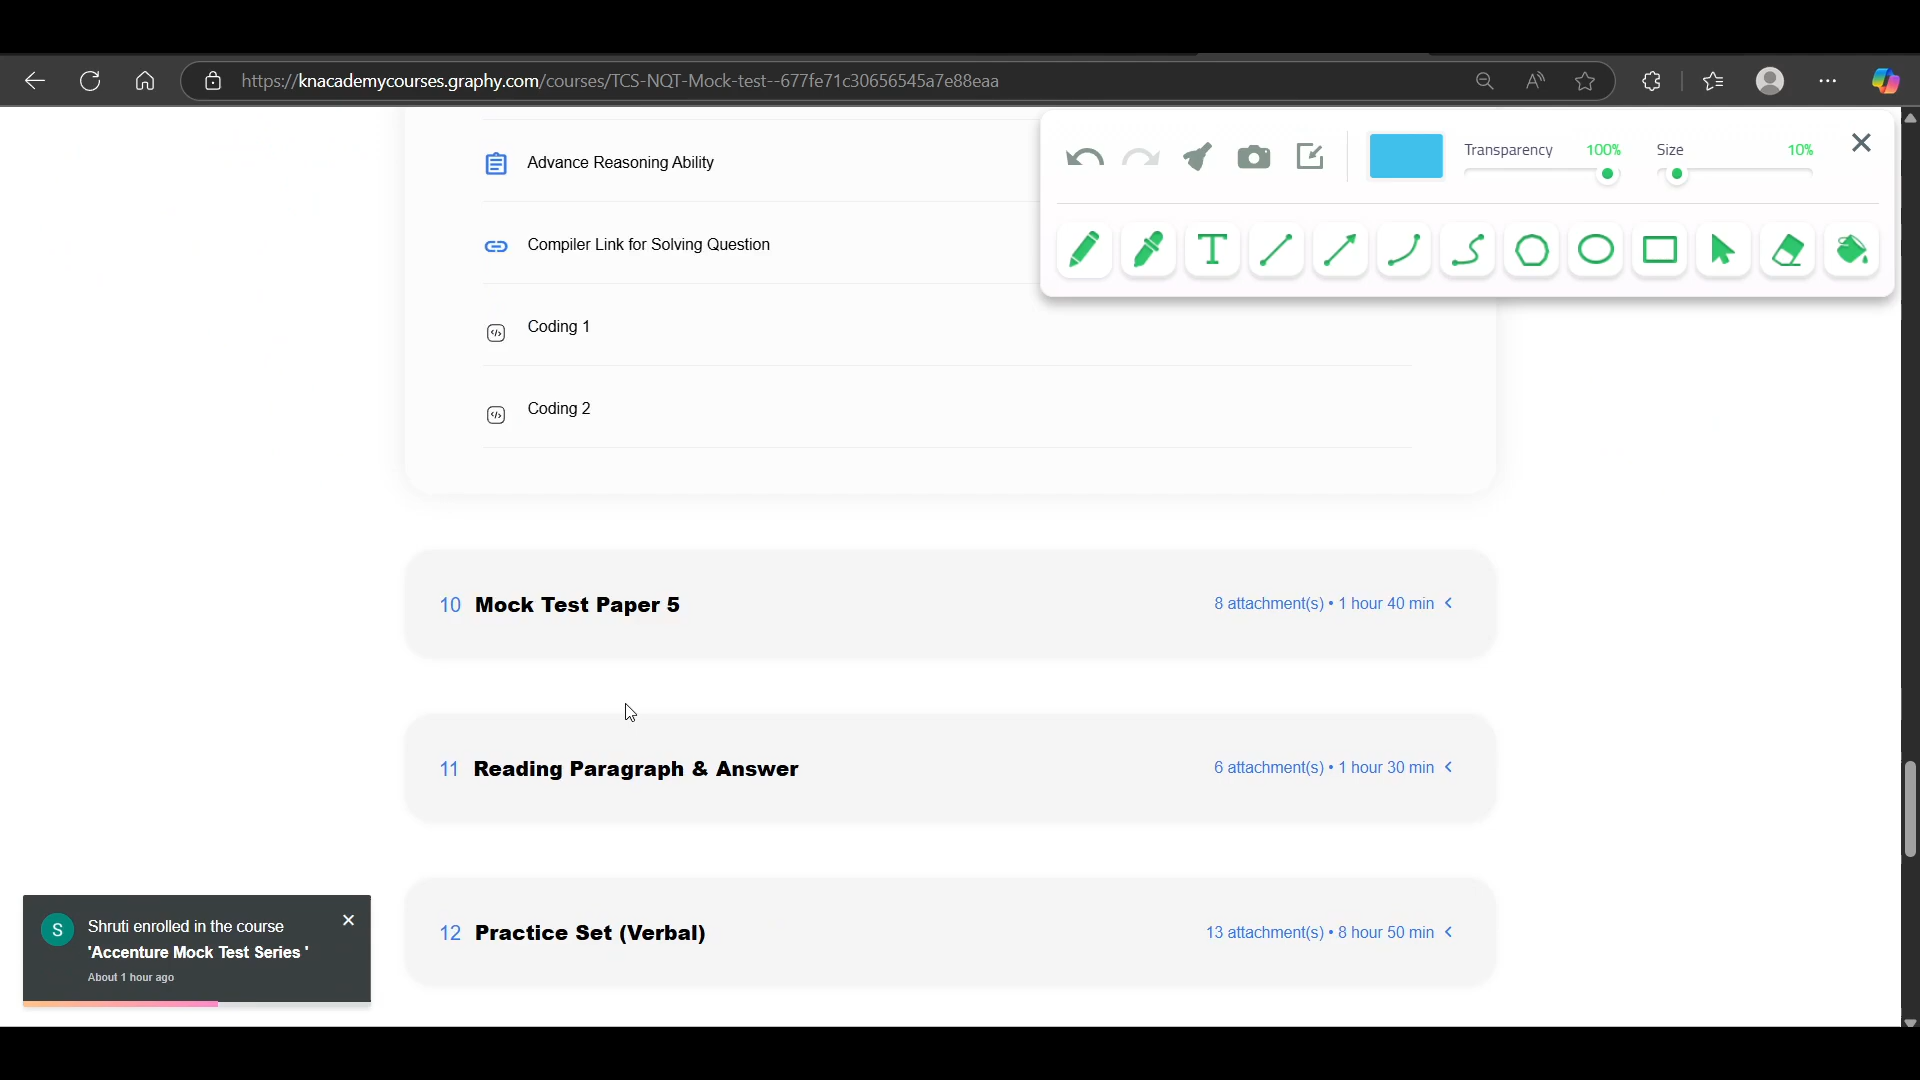 https://knacademycourses.graphy.com/courses/TCS-NQT-Mock-test--677fe71c30656545a7e88eaa
Transparency 100% Size 10%
T
Advance Reasoning Ability
Compiler Link for Solving Question
Coding 1
Coding 2
10 Mock Test Paper 5 8 attachment(s) • 1 hour 40 min
11 Reading Paragraph & Answer 6 attachment(s) • 1 hour 30 min
12 Practice Set (Verbal) 13 attachment(s) • 8 hour 50 min
S Shruti enrolled in the course
'Accenture Mock Test Series '
About 1 hour ago